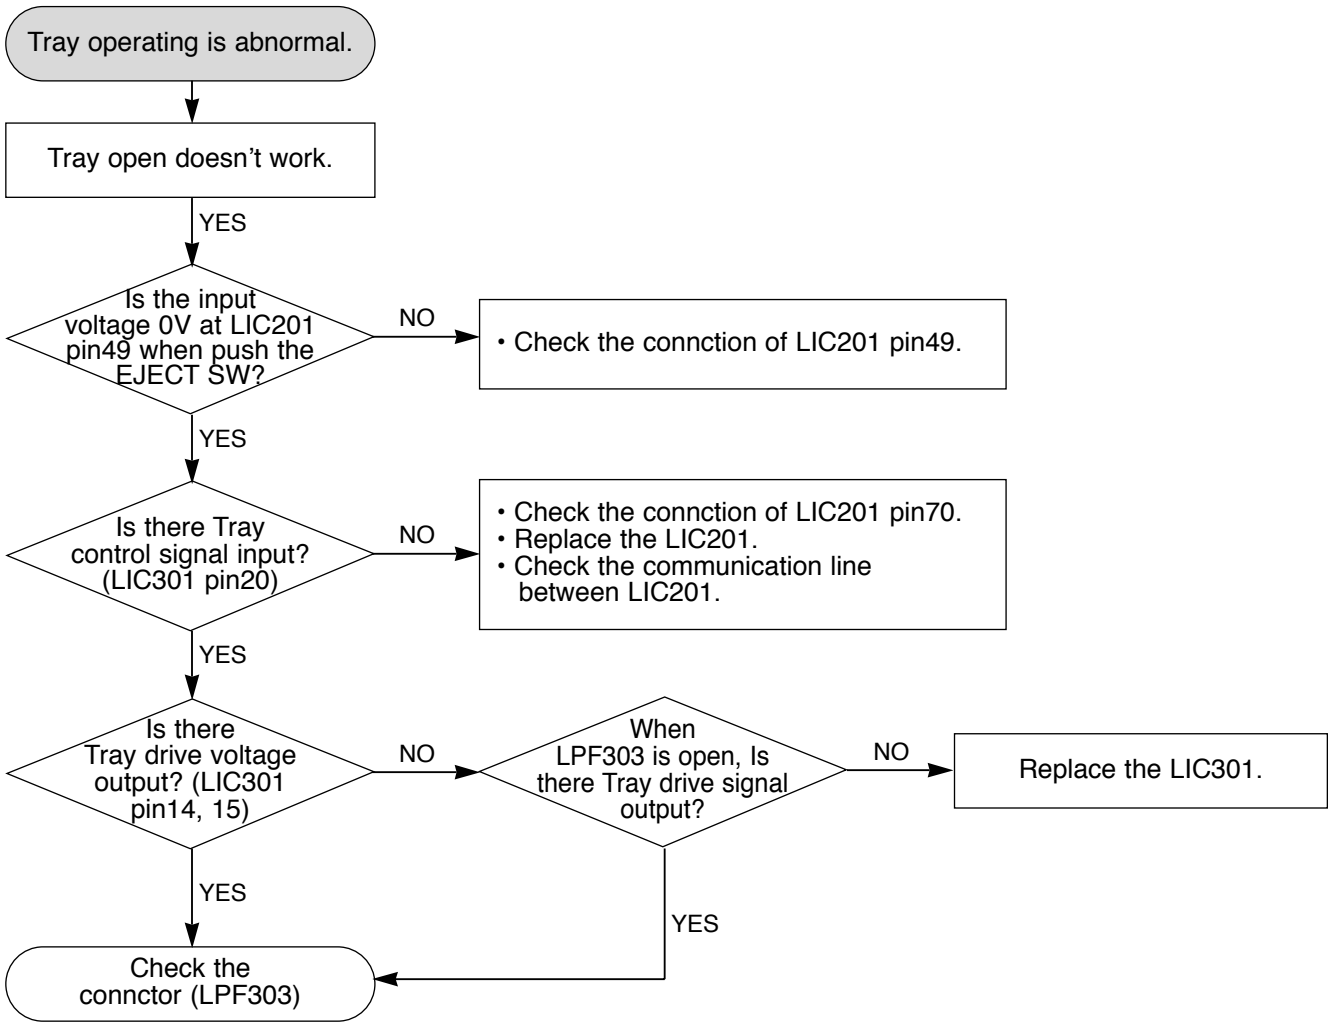 Tray operating is abnormal.
Tray open doesn’t work.
YES
Is the input
voltage 0V at LIC201
pin49 when push the
EJECT SW?
NO
• Check the connction of LIC201 pin49.
YES
Is there Tray
control signal input?
(LIC301 pin20)
NO
• Check the connction of LIC201 pin70.
• Replace the LIC201.
• Check the communication line
between LIC201.
YES
Is there
Tray drive voltage
output? (LIC301
pin14, 15)
NO
When
LPF303 is open, Is
there Tray drive signal
output?
NO
Replace the LIC301.
YES
YES
Check the
connctor (LPF303)